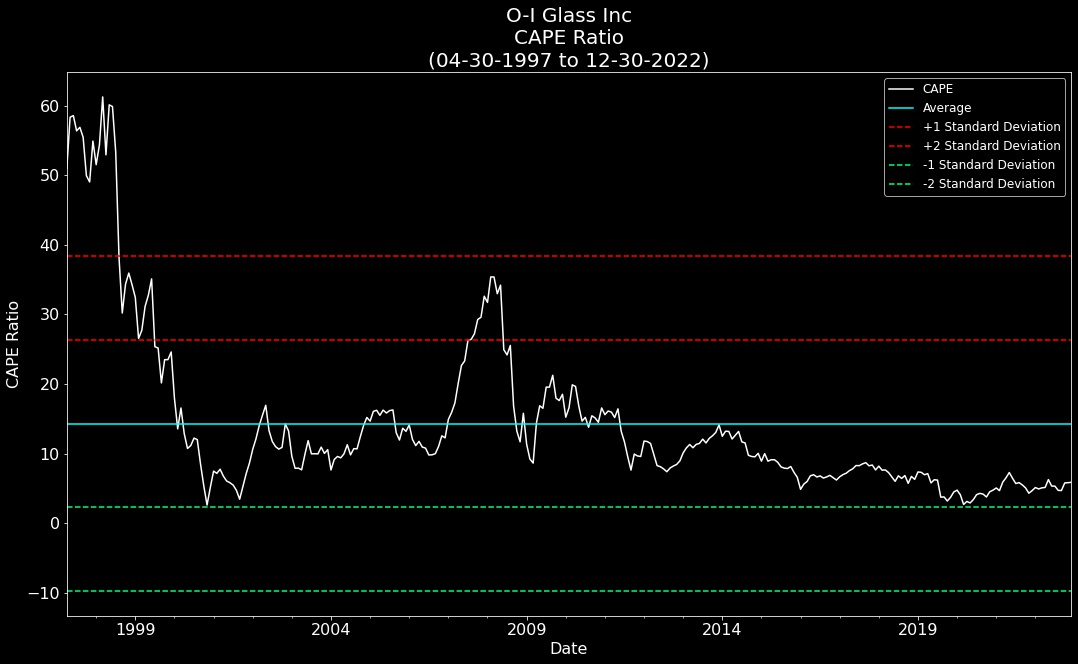 O-I Glass Inc
CAPE Ratio
(04-30-1997 to 12-30-2022)
CAPE
Average
+1 Standard Deviation
+2 Standard Deviation
-1 Standard Deviation
-2 Standard Deviation
CAPE Ratio
60
50
40
30
20
10
0
−10
1999
2004
2009
2014
2019
Date